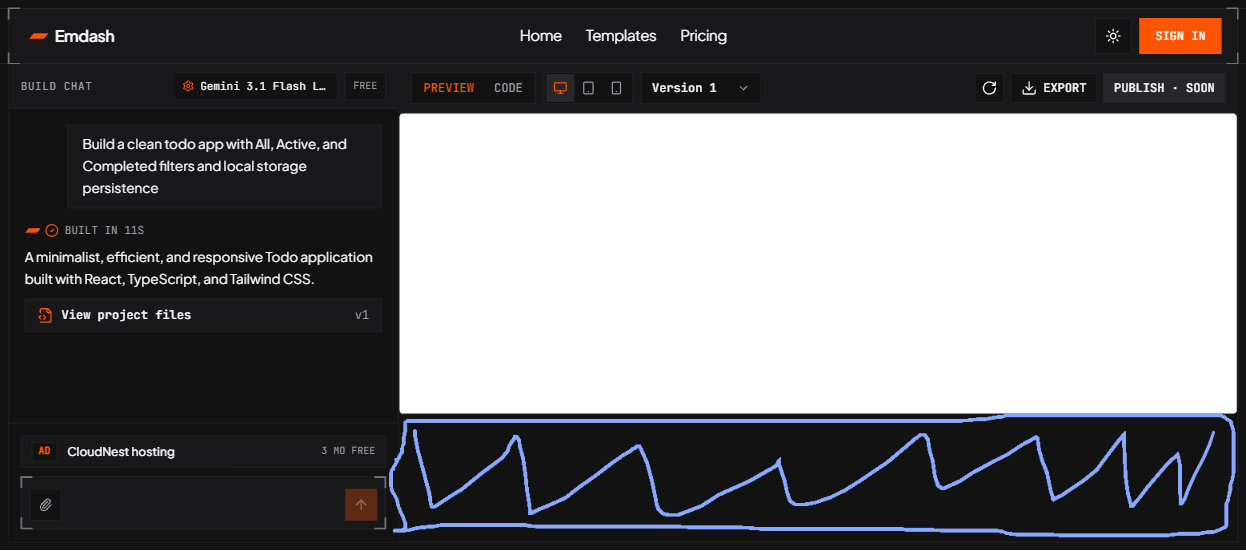 Emdash
Home Templates Pricing
SIGN IN
BUILD CHAT
Gemini 3.1 Flash L…
FREE
PREVIEW CODE
Version 1
EXPORT
PUBLISH · SOON
Build a clean todo app with All, Active, and
Completed filters and local storage
persistence
BUILT IN 11S
A minimalist, efficient, and responsive Todo application
built with React, TypeScript, and Tailwind CSS.
View project files v1
AD CloudNest hosting 3 MO FREE